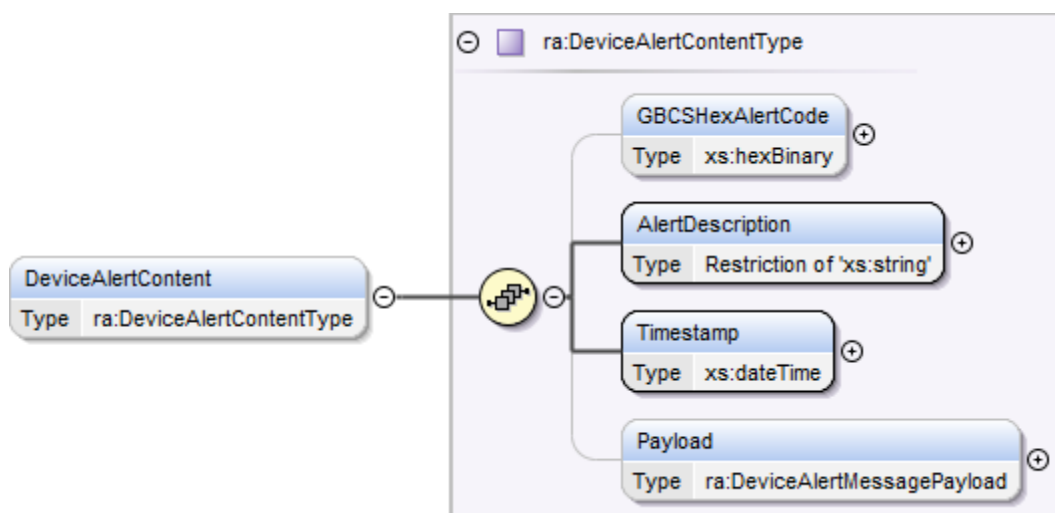 ra:DeviceAlertContentType
GBCSHexAlertCode
Type xs:hexBinary
AlertDescription
Type Restriction of 'xs:string'
DeviceAlertContent
Type ra:DeviceAlertContentType
Timestamp
Type xs:dateTime
Payload
Type ra:DeviceAlertMessagePayload